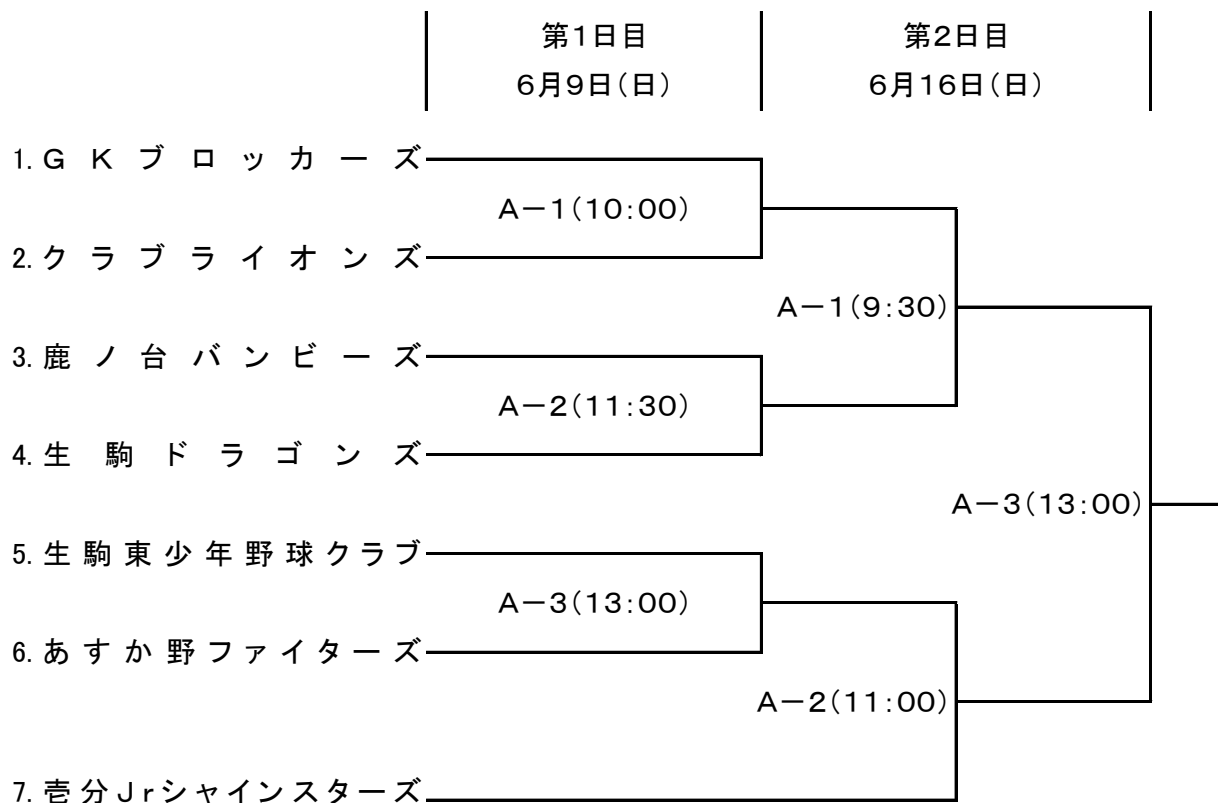 第1日目
第2日目
6月9日(日)
6月16日(日)
1. GKブロッカーズ
A－1(10:00)
2. クラブライオンズ
A－1(9:30)
3. 鹿ノ台バンビーズ
A－2(11:30)
4. 生駒ドラゴンズ
A－3(13:00)
5. 生駒東少年野球クラブ
A－3(13:00)
6. あすか野ファイターズ
A－2(11:00)
7. 壱分Jrシャインスターズ